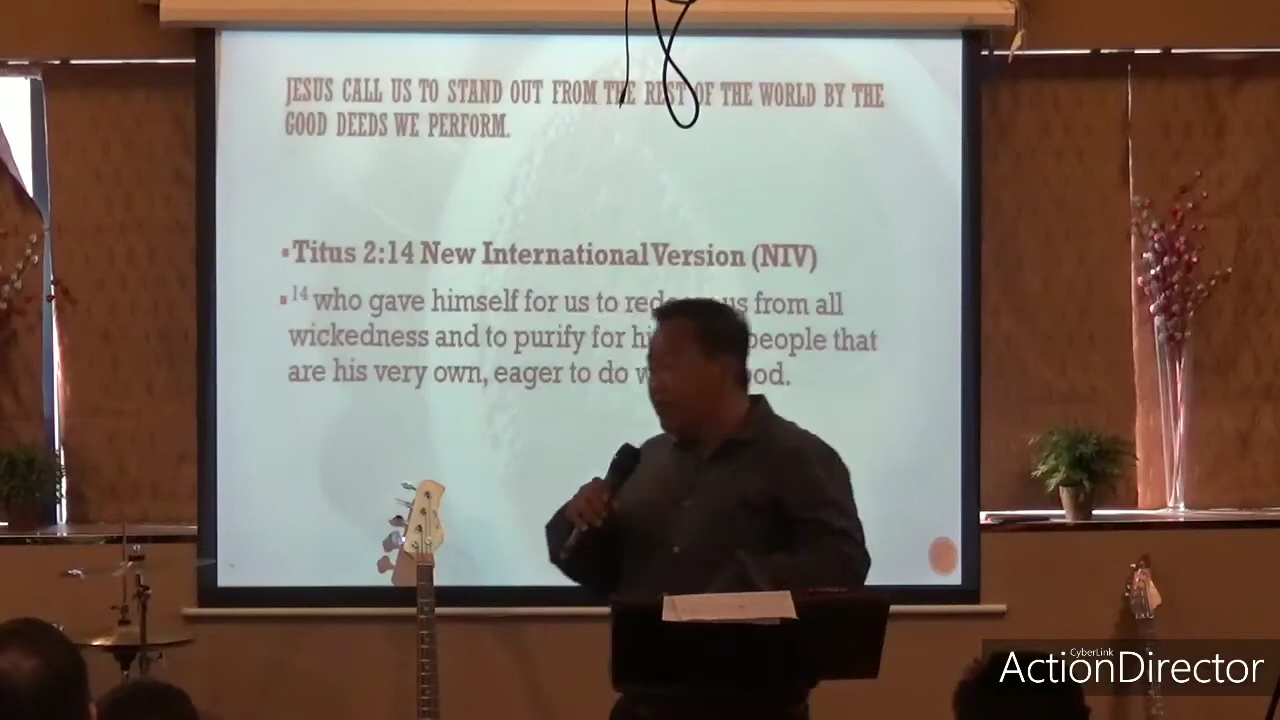 JESUS CALL US TO STAND OUT FROM THE REST OF THE WORLD BY THE
GOOD DEEDS WE PERFORM.
▪Titus 2:14 New International Version (NIV)
▪14 who gave himself for us to us from all
wickedness and to purify for people that
are his very own, eager to do
CyberLink
ActionDirector